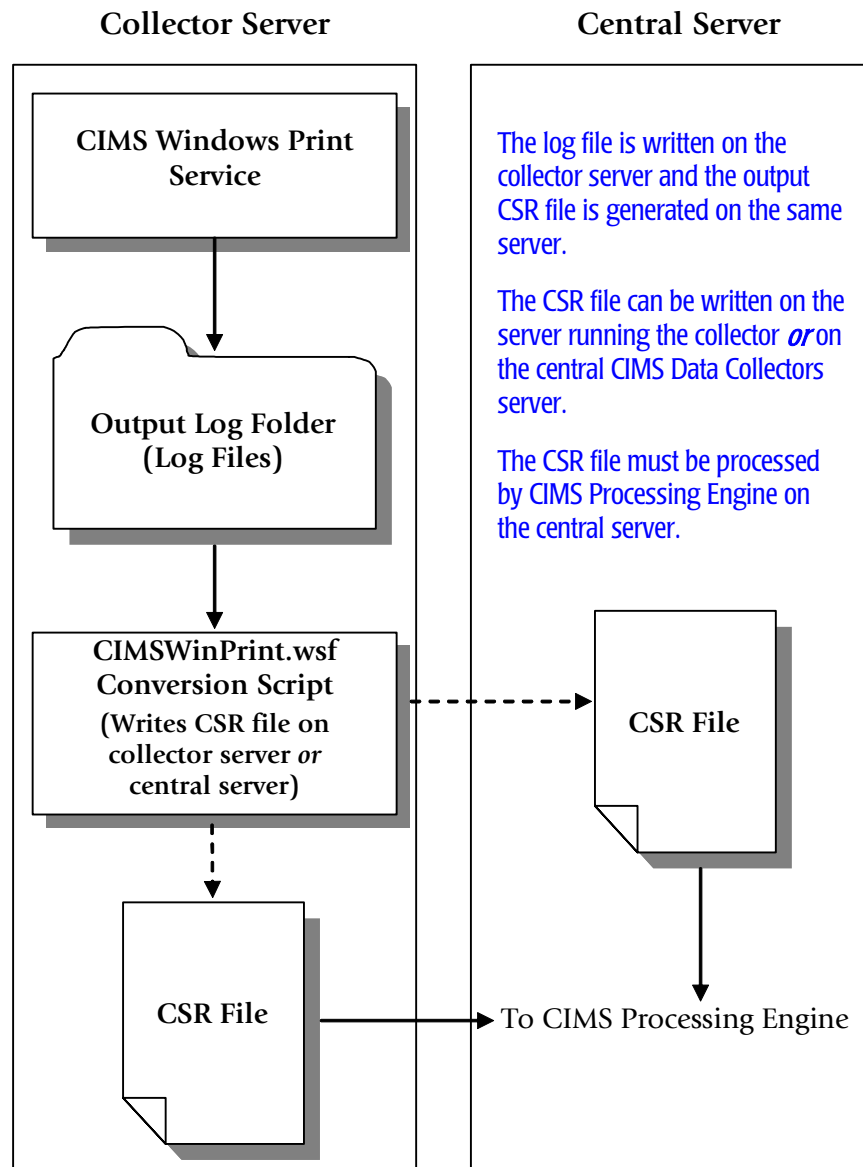 Collector Server
CIMS Windows Print
Service
Output Log Folder
(Log Files)
CIMSWinPrint.wsf
Conversion Script
(Writes CSR file on
collector server or
central server)
CSR File
Central Server
The log file is written on the
collector server and the output
CSR file is generated on the same
server.
The CSR file can be written on the
server running the collector or on
the central CIMS Data Collectors
server.
The CSR file must be processed
by CIMS Processing Engine on
the central server.
CSR File
To CIMS Processing Engine